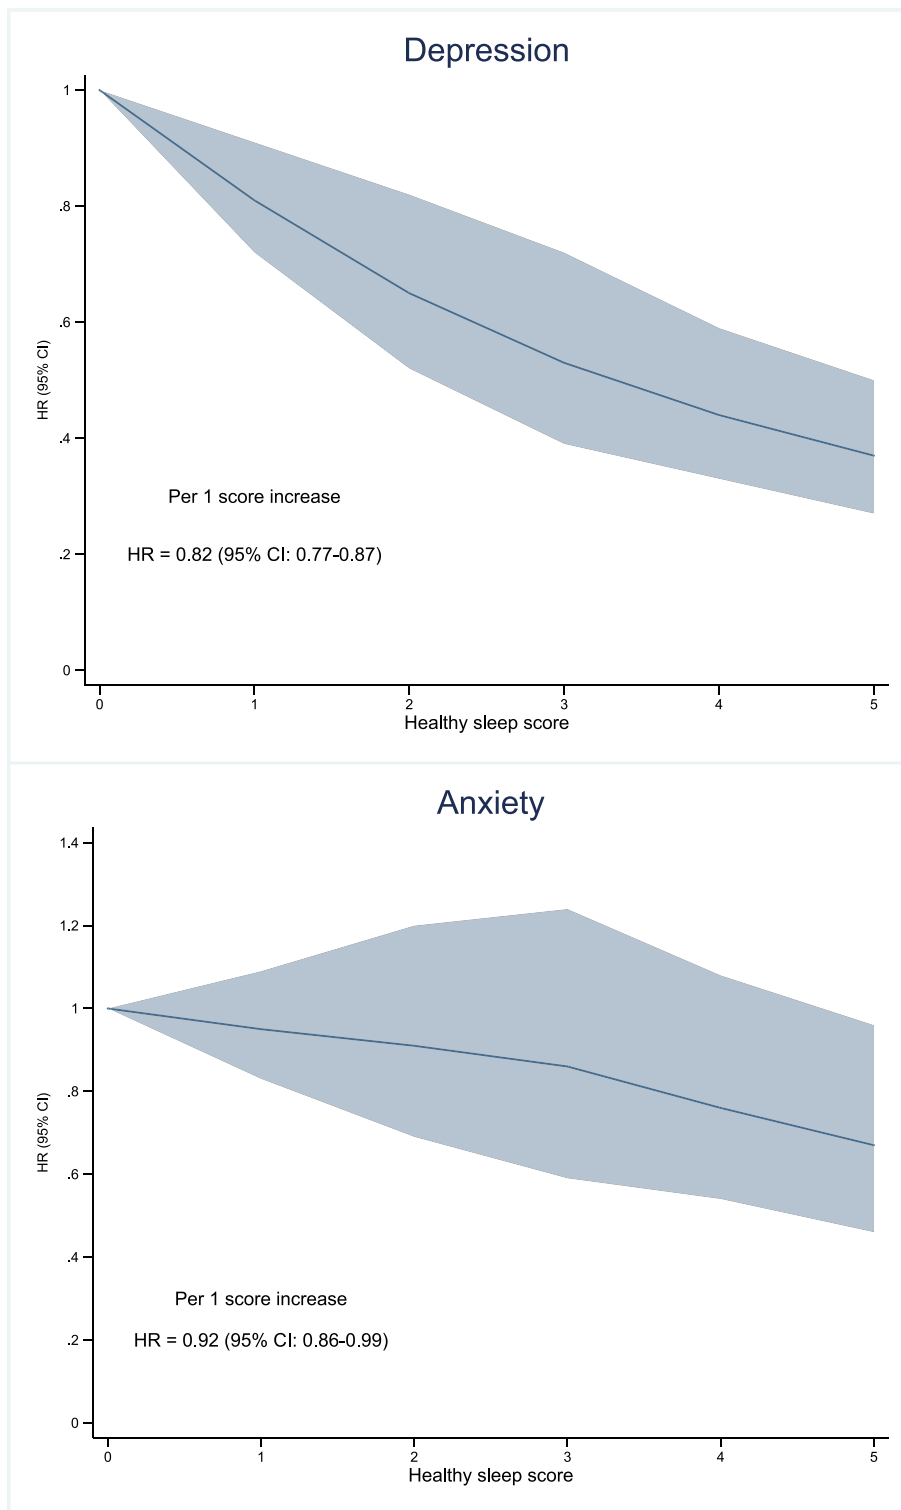 Depression
1
.8
.6
.4
.2
0
HR (95% CI)
Per 1 score increase
HR = 0.82 (95% CI: 0.77-0.87)
0 1 2 3 4 5
Healthy sleep score
Anxiety
1.4
1.2
1
.8
.6
.4
.2
0
HR (95% CI)
Per 1 score increase
HR = 0.92 (95% CI: 0.86-0.99)
0 1 2 3 4 5
Healthy sleep score